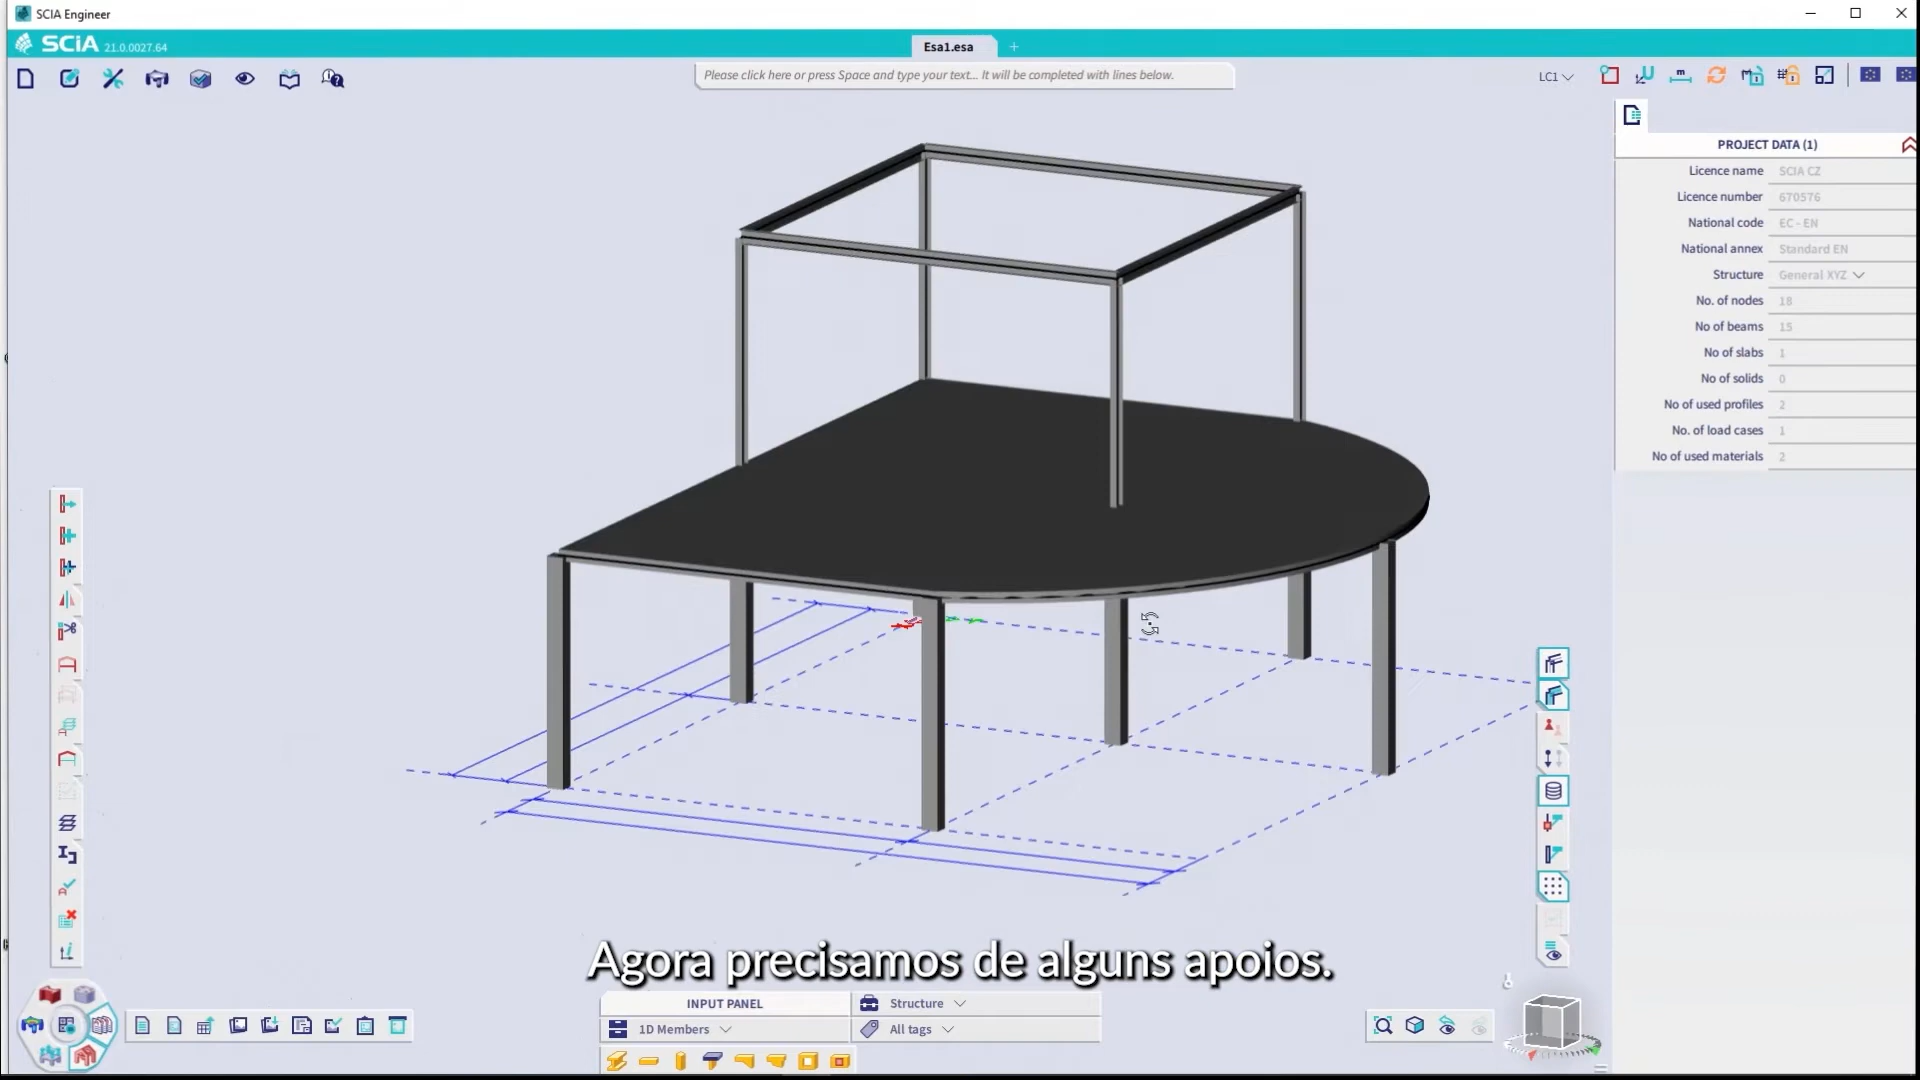 SCIA Engineer
SCiA 21.0.0027.64
Esa1.esa
Please click here or press Space and type your text... It will be completed with lines below.
LC1
PROJECT DATA (1)
Licence name SCIA CZ
Licence number 670576
National code EC - EN
National annex Standard EN
Structure General XYZ
No. of nodes 18
No of beams 15
No of slabs 1
No of solids 0
No of used profiles 2
No. of load cases 1
No of used materials 2
Agora precisamos de alguns apoios.
INPUT PANEL
Structure
1D Members
All tags